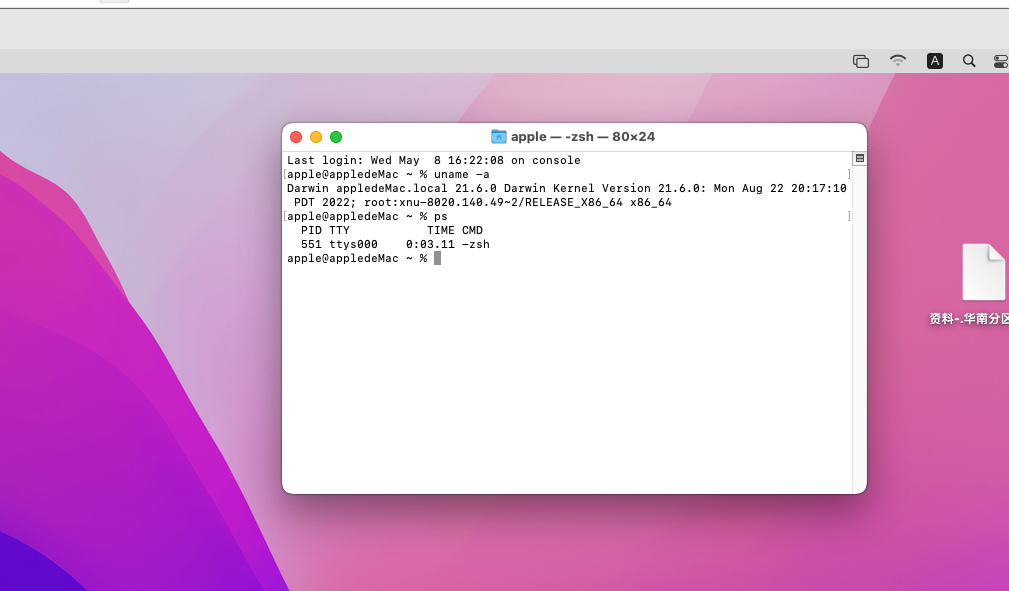 A
apple — -zsh — 80×24
Last login: Wed May  8 16:22:08 on console
[apple@appledeMac ~ % uname -a ]
Darwin appledeMac.local 21.6.0 Darwin Kernel Version 21.6.0: Mon Aug 22 20:17:10
 PDT 2022; root:xnu-8020.140.49~2/RELEASE_X86_64 x86_64
[apple@appledeMac ~ % ps ]
  PID TTY           TIME CMD
  551 ttys000    0:03.11 -zsh
apple@appledeMac ~ %
资料-.华南分区